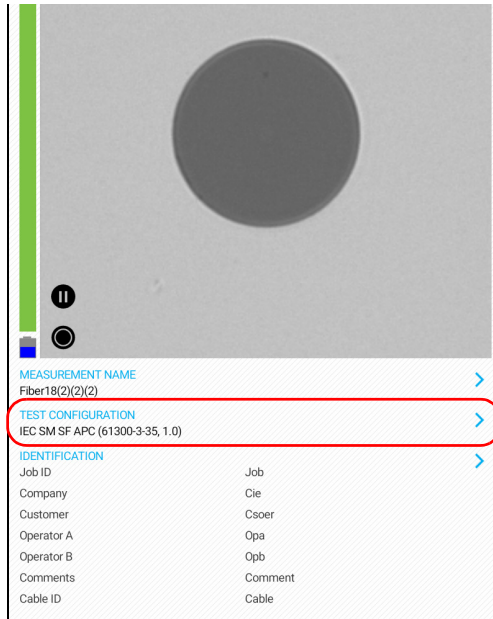 MEASUREMENT NAME
Fiber18(2)(2)(2)
TEST CONFIGURATION
IEC SM SF APC (61300-3-35, 1.0)
IDENTIFICATION
Job ID Job
Company Cie
Customer Csoer
Operator A Opa
Operator B Opb
Comments Comment
Cable ID Cable